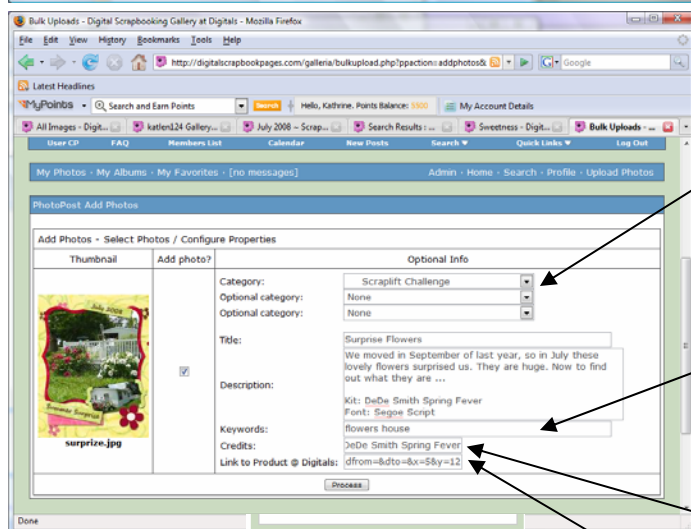 Bulk Uploads - Digital Scrapbooking Gallery at Digitals - Mozilla Firefox
File Edit View History Bookmarks Tools Help
http://digitalscrapbookpages.com/galleria/bulkupload.php?ppaction=addphotos& Google
Latest Headlines
MyPoints Search and Earn Points Search Hello, Kathrine. Points Balance: My Account Details
All Images - Digit... katlen124 Gallery... July 2008 ~ Scrap... Search Results : ... Sweetness - Digit... Bulk Uploads - ...
User CP FAQ Members List Calendar New Posts Search Quick Links Log Out
My Photos · My Albums · My Favorites · [no messages] Admin · Home · Search · Profile · Upload Photos
PhotoPost Add Photos
Add Photos - Select Photos / Configure Properties
Thumbnail Add photo? Optional Info
Category: Scraplift Challenge
Optional category: None
Optional category: None
Title: Surprise Flowers
Description: We moved in September of last year, so in July these
lovely flowers surprised us. They are huge. Now to find
out what they are ...
Kit: DeDe Smith Spring Fever
Font: Segoe Script
July 2008
Summer Surprise
surprize.jpg
Keywords: flowers house
Credits: DeDe Smith Spring Fever
Link to Product @ Digitals: dfrom=&dto=&x=5&y=12
Process
Done